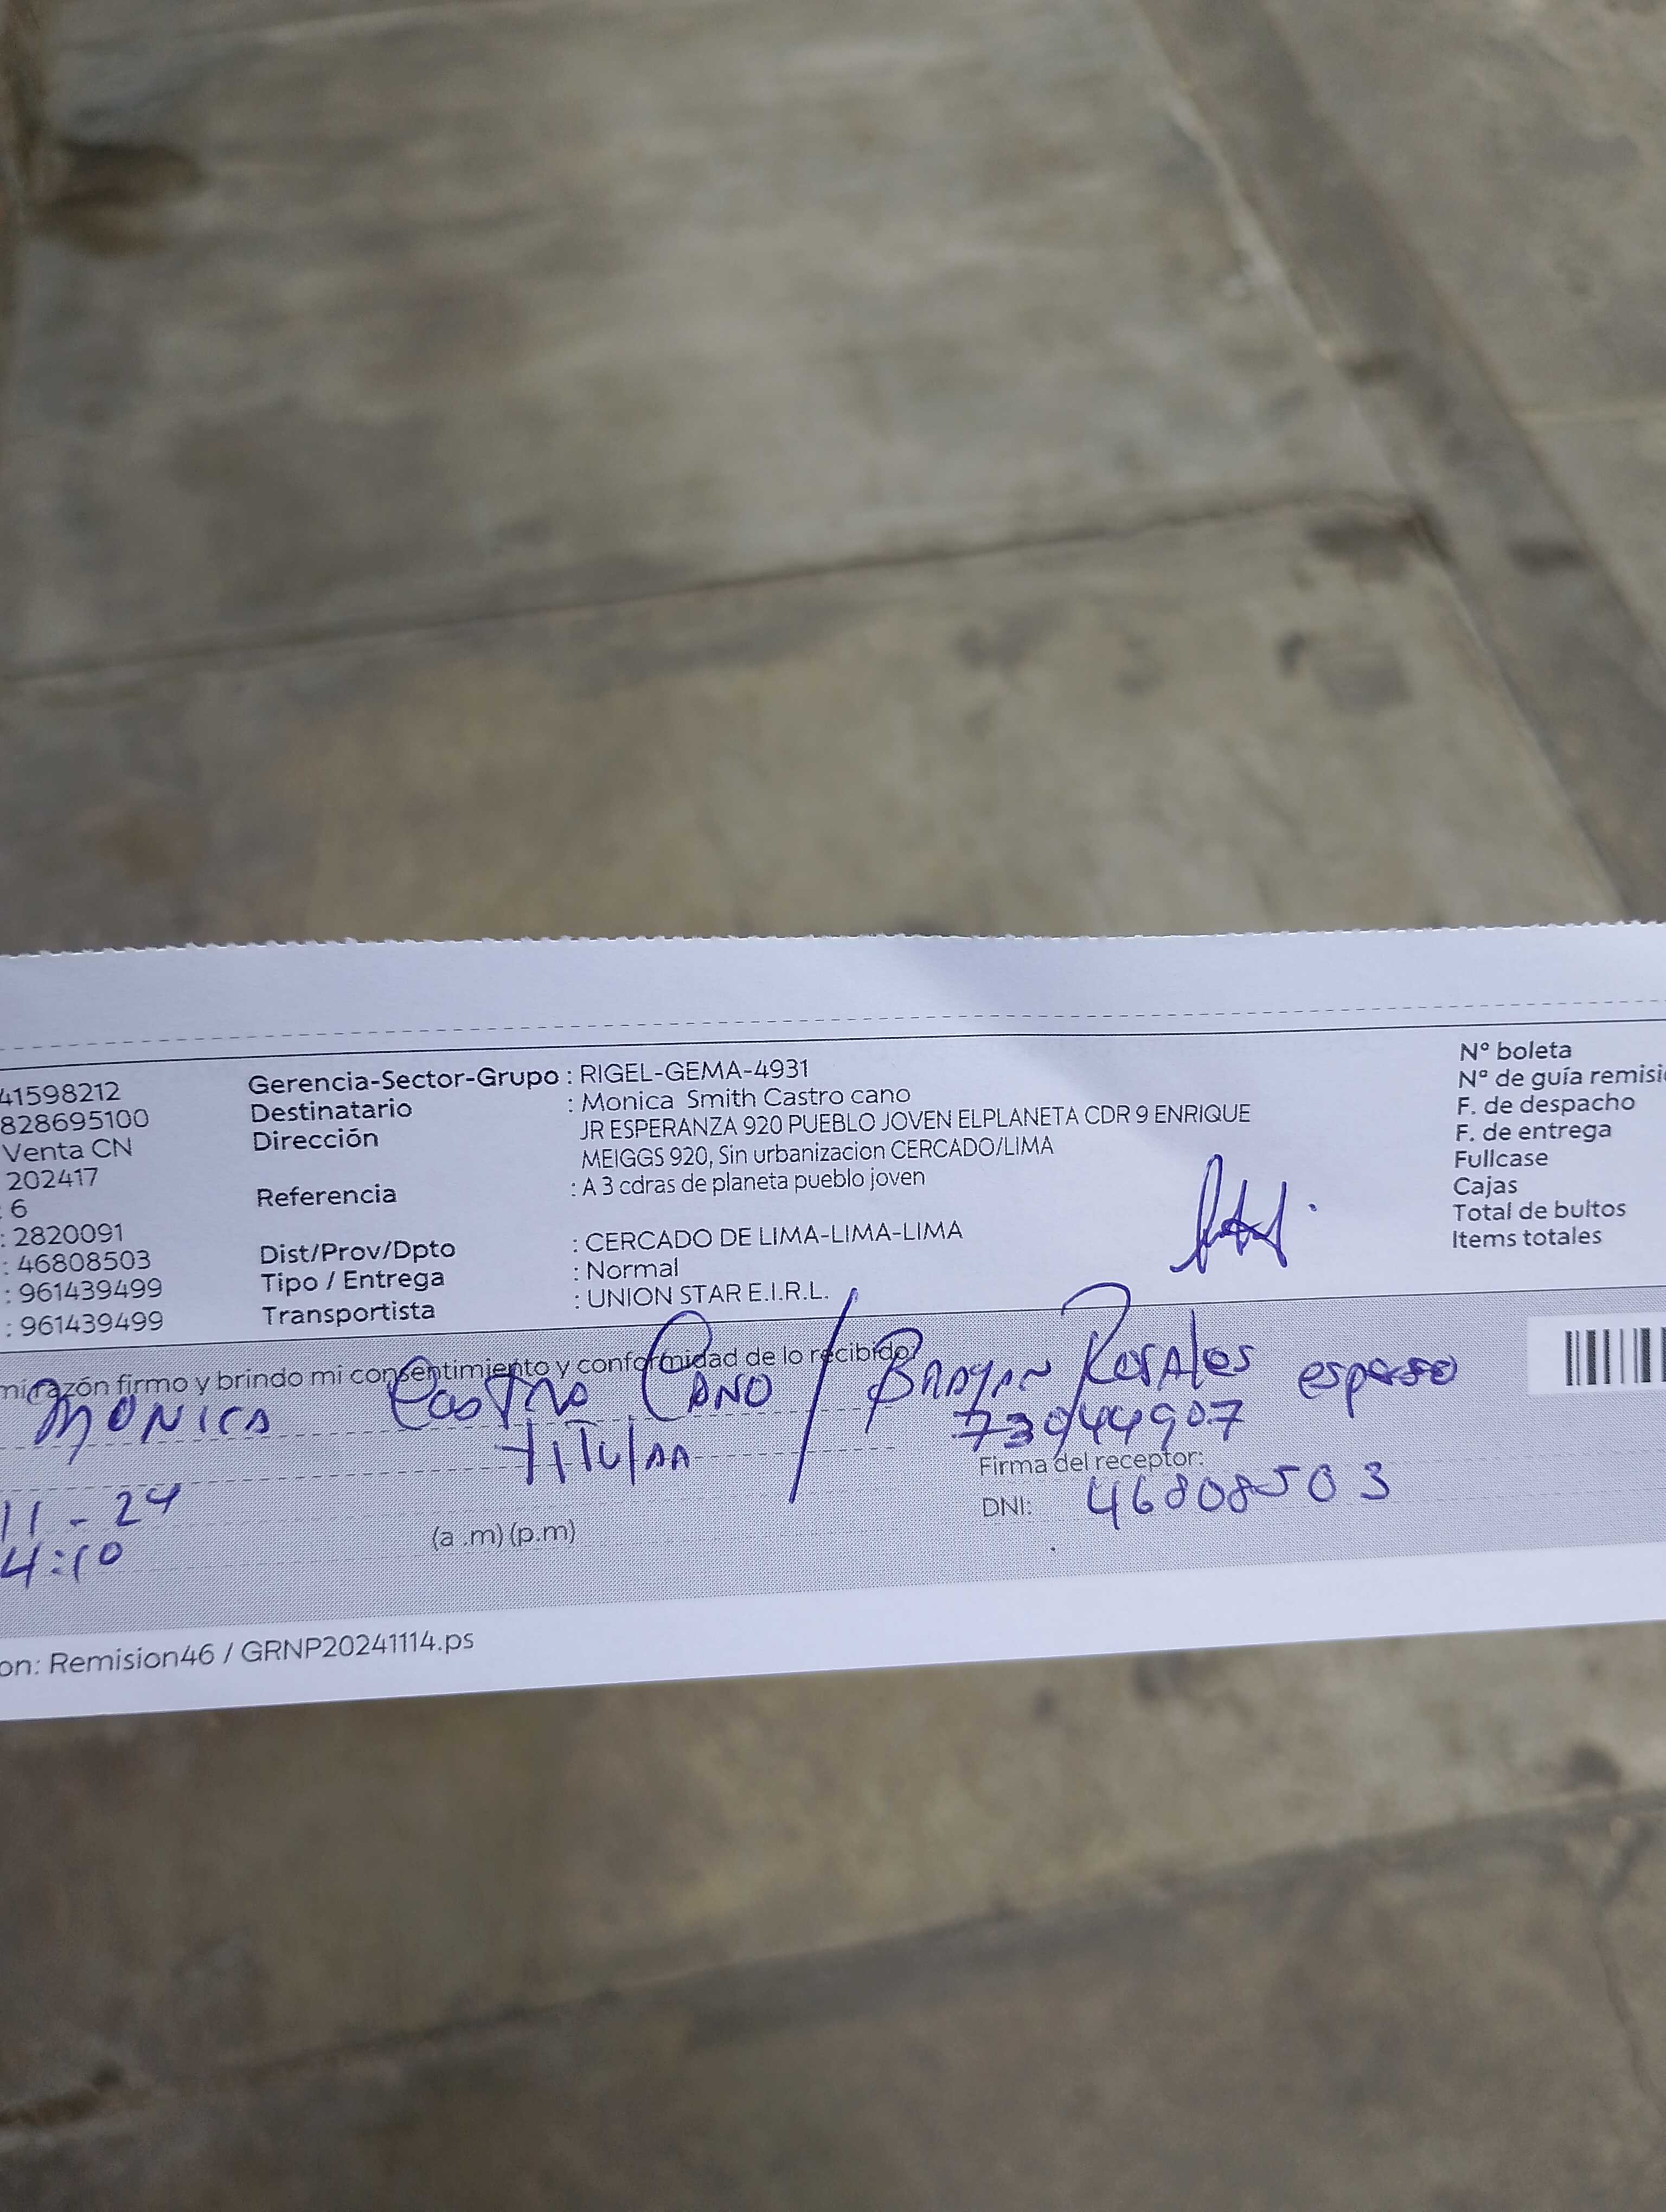 41598212
828695100
Venta CN
202417
: 6
: 2820091
: 46808503
: 961439499
: 961439499
Gerencia-Sector-Grupo : RIGEL-GEMA-4931
Destinatario : Monica Smith Castro cano
Dirección JR ESPERANZA 920 PUEBLO JOVEN ELPLANETA CDR 9 ENRIQUE
MEIGGS 920, Sin urbanizacion CERCADO/LIMA
Referencia : A 3 cdras de planeta pueblo joven
Dist/Prov/Dpto : CERCADO DE LIMA-LIMA-LIMA
Tipo / Entrega : Normal
Transportista : UNION STAR E.I.R.L.
Nº boleta
Nº de guía remisi
F. de despacho
F. de entrega
Fullcase
Cajas
Total de bultos
Items totales
mi razón firmo y brindo mi consentimiento y conformidad de lo recibido:
MONICA Castro CANO / BRAYAN ROSALES esposo
TITULAR 73044907
Firma del receptor:
11 - 24
DNI: 46808503
4:10 (a .m) (p.m)
on: Remision46 / GRNP20241114.ps